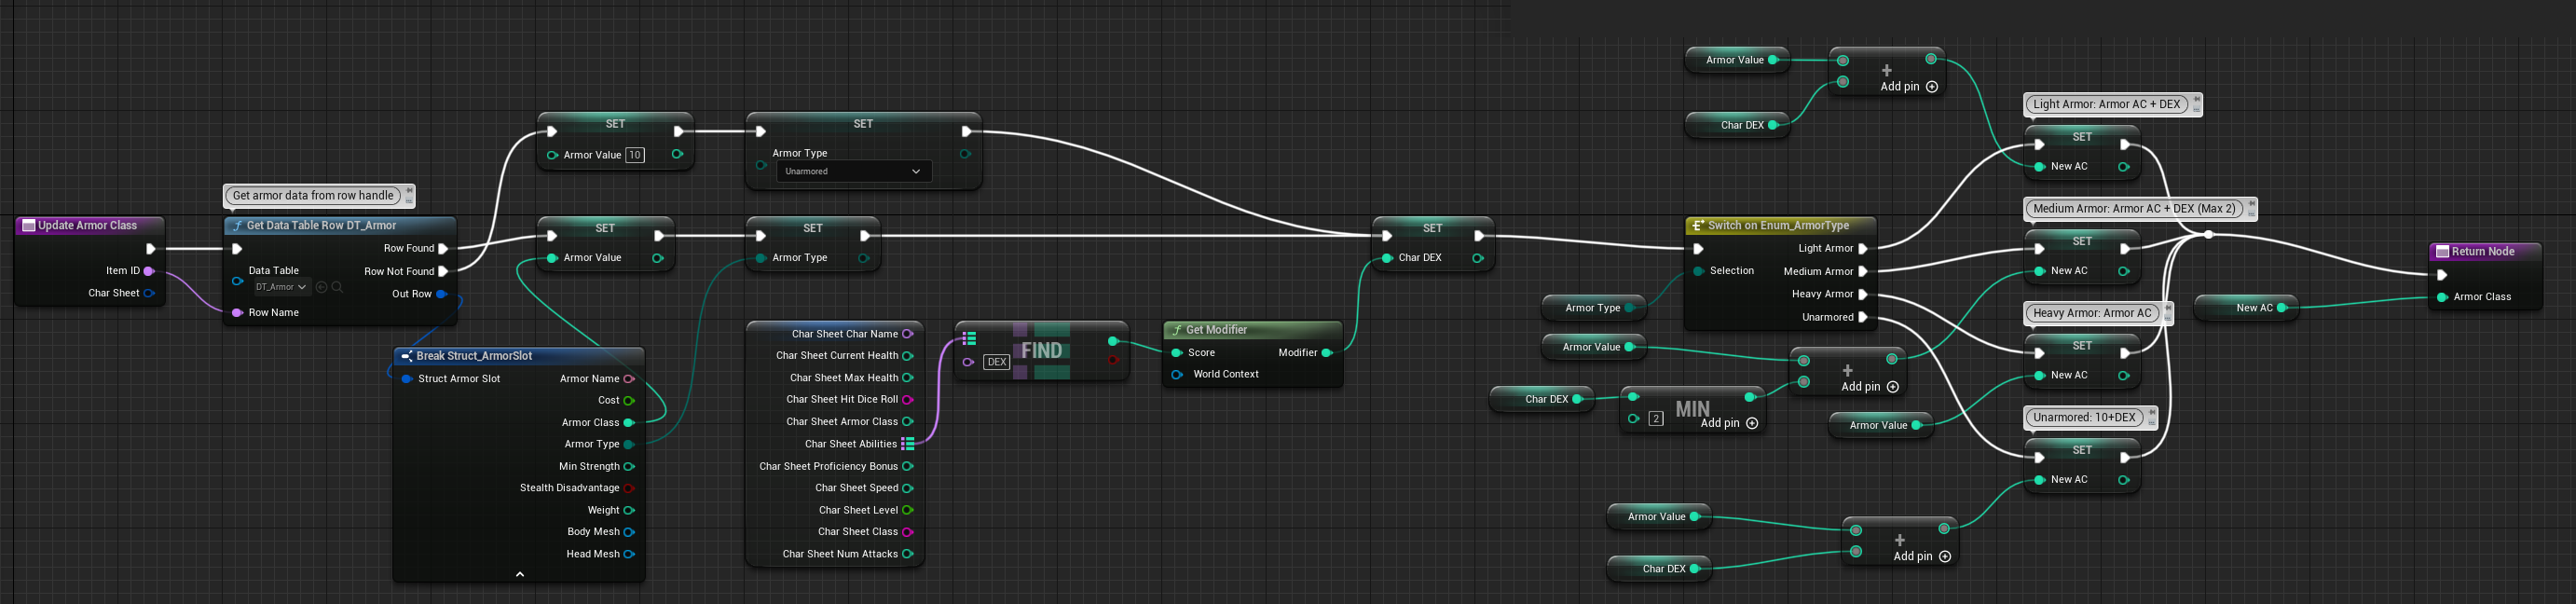 Update Armor Class
Item ID
Char Sheet
Get armor data from row handle
Get Data Table Row DT_Armor
Row Found
Row Not Found
Data Table
DT_Armor
Out Row
Row Name
Break Struct_ArmorSlot
Struct Armor Slot
Armor Name
Cost
Armor Class
Armor Type
Min Strength
Stealth Disadvantage
Weight
Body Mesh
Head Mesh
SET
Armor Value 10
SET
Armor Type
Unarmored
SET
Armor Value
SET
Armor Type
Char Sheet Char Name
Char Sheet Current Health
Char Sheet Max Health
Char Sheet Hit Dice Roll
Char Sheet Armor Class
Char Sheet Abilities
Char Sheet Proficiency Bonus
Char Sheet Speed
Char Sheet Level
Char Sheet Class
Char Sheet Num Attacks
FIND
DEX
Get Modifier
Score
Modifier
World Context
SET
Char DEX
Armor Value
Char DEX
+
Add pin
Switch on Enum_ArmorType
Light Armor
Selection
Medium Armor
Heavy Armor
Unarmored
Armor Type
Armor Value
Char DEX
MIN
2
Add pin
+
Add pin
Armor Value
Armor Value
Char DEX
+
Add pin
Light Armor: Armor AC + DEX
SET
New AC
Medium Armor: Armor AC + DEX (Max 2)
SET
New AC
Heavy Armor: Armor AC
SET
New AC
Unarmored: 10+DEX
SET
New AC
New AC
Return Node
Armor Class